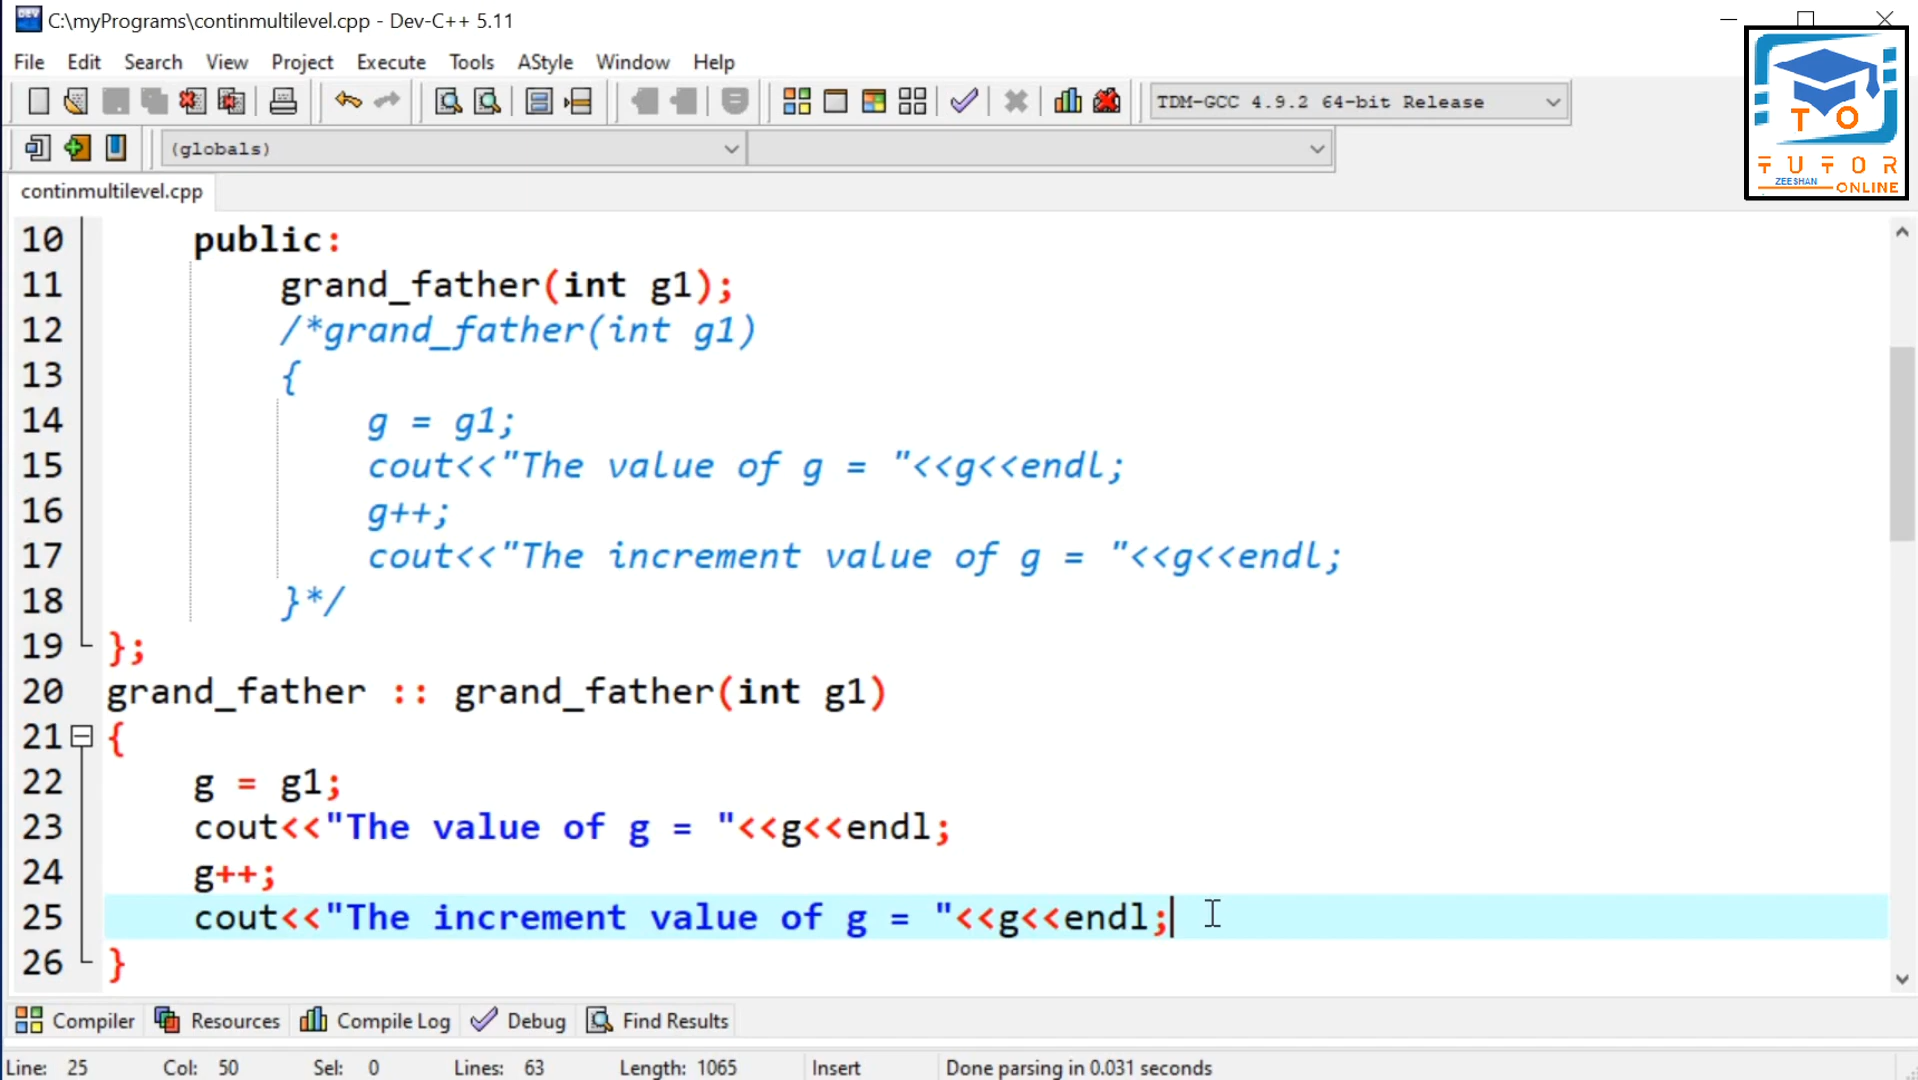 C:\myPrograms\continmultilevel.cpp - Dev-C++ 5.11
File Edit Search View Project Execute Tools AStyle Window Help
TDM-GCC 4.9.2 64-bit Release
(globals)
continmultilevel.cpp
T O
TUTOR
ZEESHAN
ONLINE
10 public:
11 grand_father(int g1);
12 /*grand_father(int g1)
13 {
14 g = g1;
15 cout<<"The value of g = "<<g<<endl;
16 g++;
17 cout<<"The increment value of g = "<<g<<endl;
18 }*/
19 };
20 grand_father :: grand_father(int g1)
21 {
22 g = g1;
23 cout<<"The value of g = "<<g<<endl;
24 g++;
25 cout<<"The increment value of g = "<<g<<endl;
26 }
Compiler Resources Compile Log Debug Find Results
Line: 25 Col: 50 Sel: 0 Lines: 63 Length: 1065 Insert Done parsing in 0.031 seconds